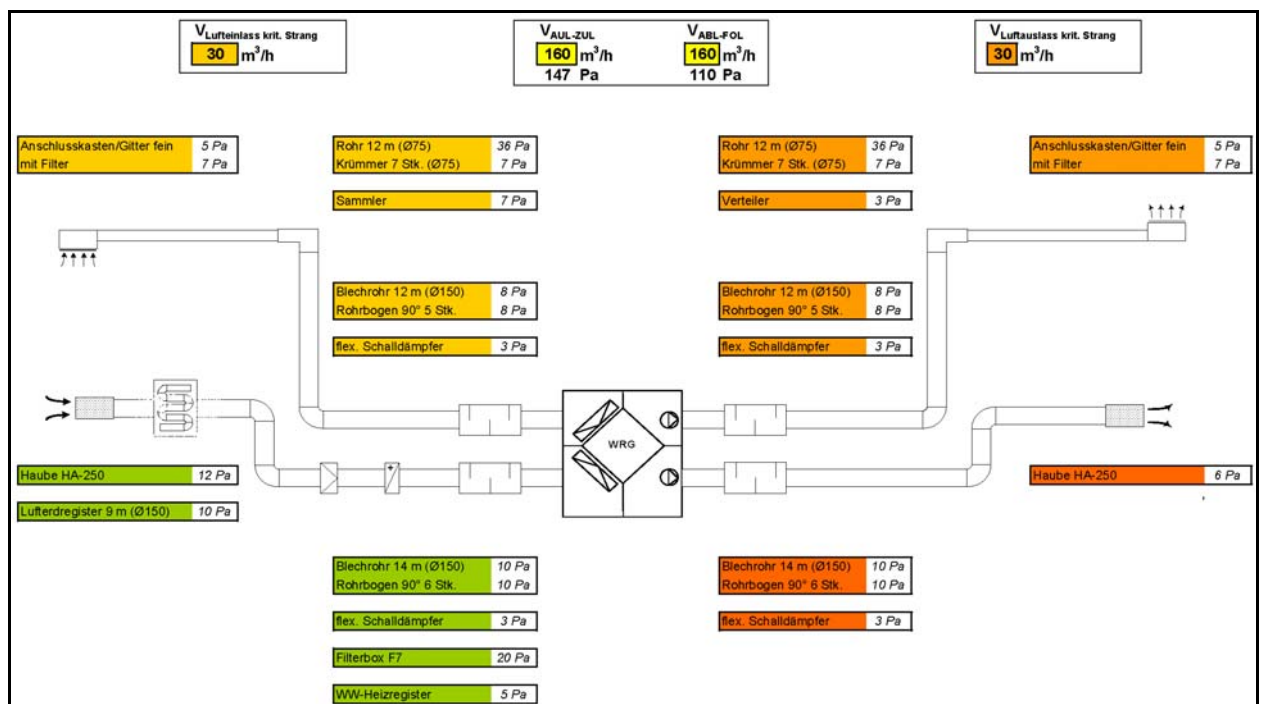 V Lufteinlass krit. Strang
30 m³/h
V AUL-ZUL V ABL-FOL
160 m³/h 160 m³/h
147 Pa 110 Pa
V Luftauslass krit. Strang
30 m³/h
Anschlusskasten/Gitter fein 5 Pa
mit Filter 7 Pa
Rohr 12 m (Ø75) 36 Pa
Krümmer 7 Stk. (Ø75) 7 Pa
Sammler 7 Pa
Rohr 12 m (Ø75) 36 Pa
Krümmer 7 Stk. (Ø75) 7 Pa
Verteiler 3 Pa
Anschlusskasten/Gitter fein 5 Pa
mit Filter 7 Pa
Blechrohr 12 m (Ø150) 8 Pa
Rohrbogen 90° 5 Stk. 8 Pa
flex. Schalldämpfer 3 Pa
Blechrohr 12 m (Ø150) 8 Pa
Rohrbogen 90° 5 Stk. 8 Pa
flex. Schalldämpfer 3 Pa
WRG
+
Haube HA-250 12 Pa
Lufterdregister 9 m (Ø150) 10 Pa
Haube HA-250 6 Pa
Blechrohr 14 m (Ø150) 10 Pa
Rohrbogen 90° 6 Stk. 10 Pa
flex. Schalldämpfer 3 Pa
Filterbox F7 20 Pa
WW-Heizregister 5 Pa
Blechrohr 14 m (Ø150) 10 Pa
Rohrbogen 90° 6 Stk. 10 Pa
flex. Schalldämpfer 3 Pa